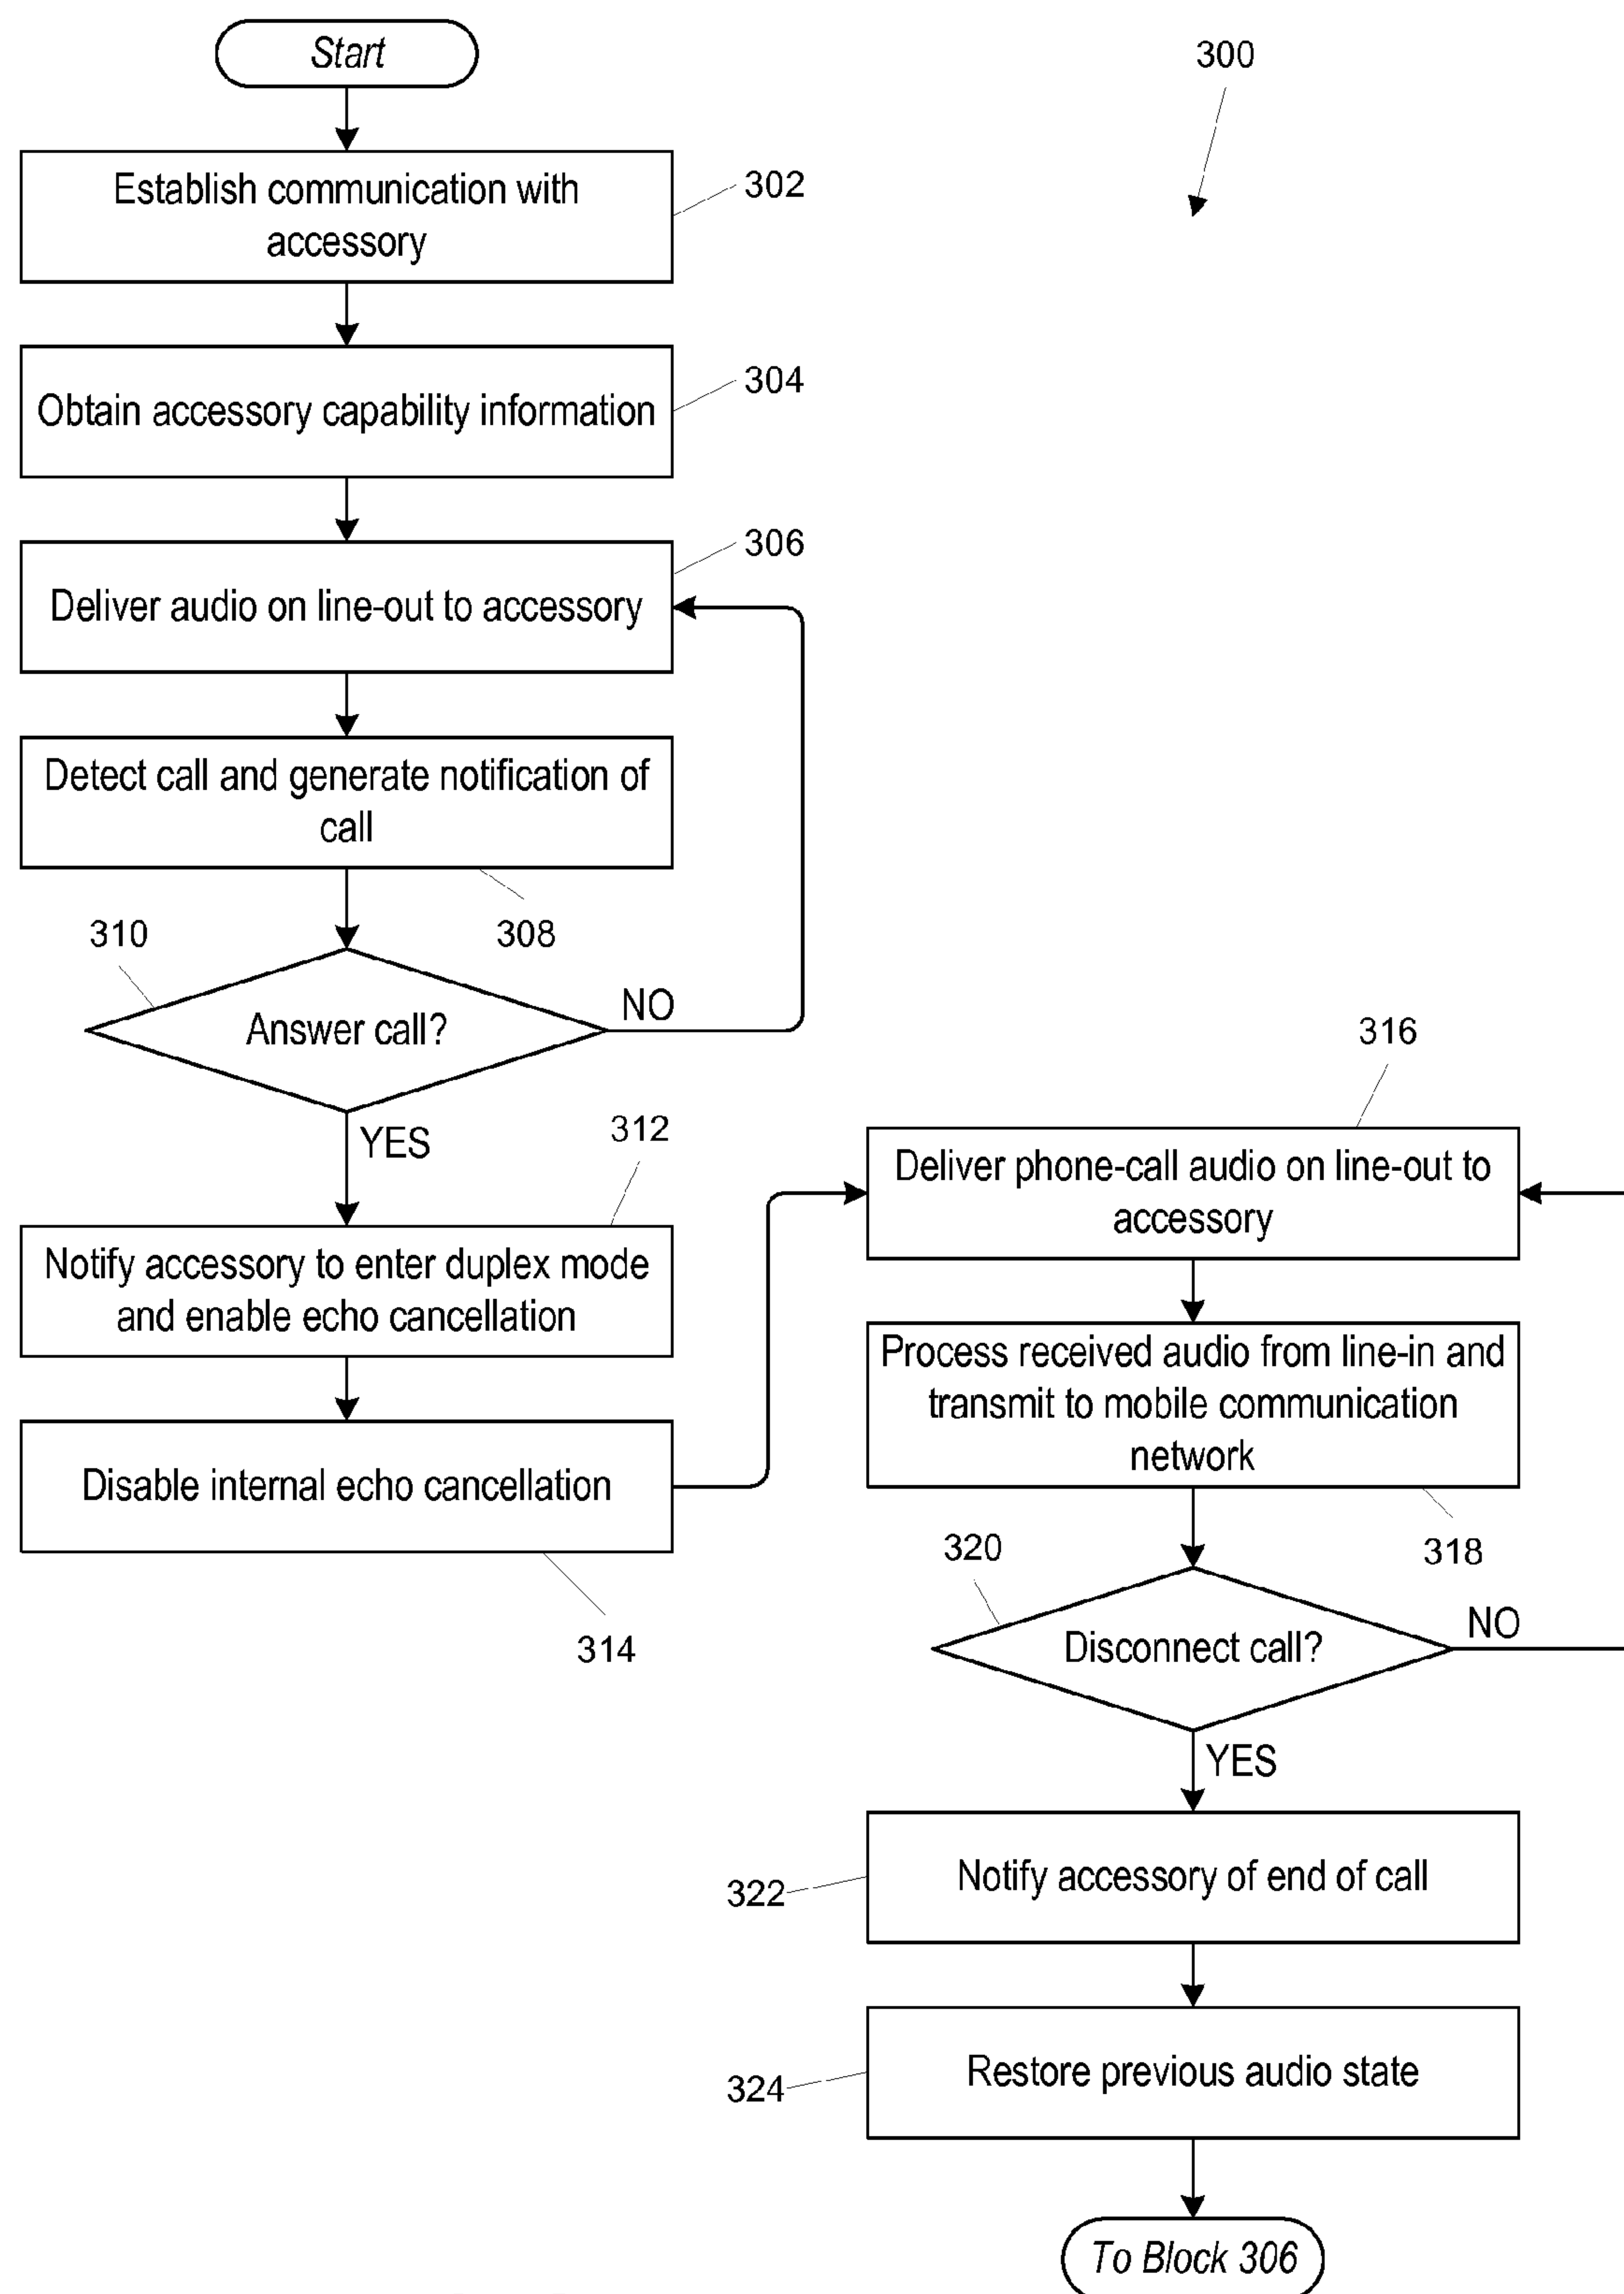 Start
300
Establish communication with
accessory
302
Obtain accessory capability information
304
Deliver audio on line-out to accessory
306
Detect call and generate notification of
call
308
310
Answer call?
NO
YES
312
Notify accessory to enter duplex mode
and enable echo cancellation
Disable internal echo cancellation
314
316
Deliver phone-call audio on line-out to
accessory
Process received audio from line-in and
transmit to mobile communication
network
318
320
Disconnect call?
NO
YES
Notify accessory of end of call
322
Restore previous audio state
324
To Block 306